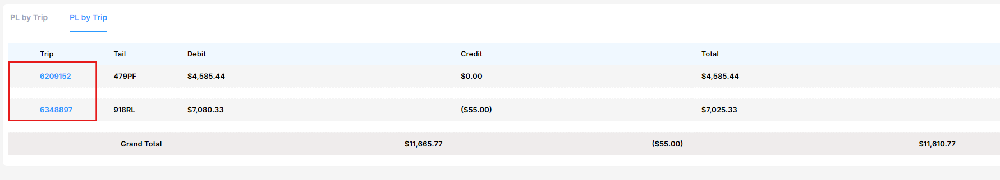 PL by Trip PL by Trip
Trip Tail Debit Credit Total
6209152 479PF $4,585.44 $0.00 $4,585.44
6348897 918RL $7,080.33 ($55.00) $7,025.33
Grand Total $11,665.77 ($55.00) $11,610.77